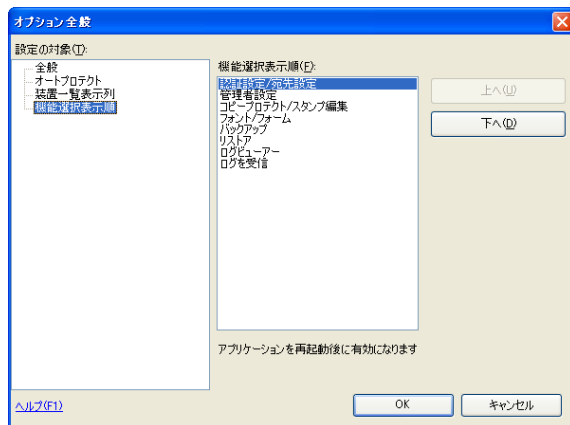 オプション 全般
設定の対象(T):
全般
オートプロテクト
装置一覧表示列
機能選択表示順
機能選択表示順(F):
認証設定/宛先設定
管理者設定
コピープロテクト/スタンプ編集
フォント/フォーム
バックアップ
リストア
ログビューアー
ログを受信
上へ(U)
下へ(D)
アプリケーションを再起動後に有効になります
ヘルプ(F1)
OK
キャンセル